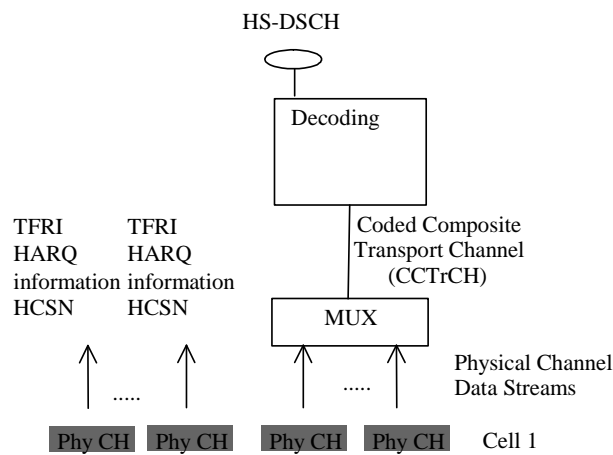 HS-DSCH
Decoding
TFRI
HARQ
information
HCSN
TFRI
HARQ
information
HCSN
Coded Composite
Transport Channel
(CCTrCH)
MUX
Physical Channel
Data Streams
.....
.....
Phy CH
Phy CH
Phy CH
Phy CH
Cell 1